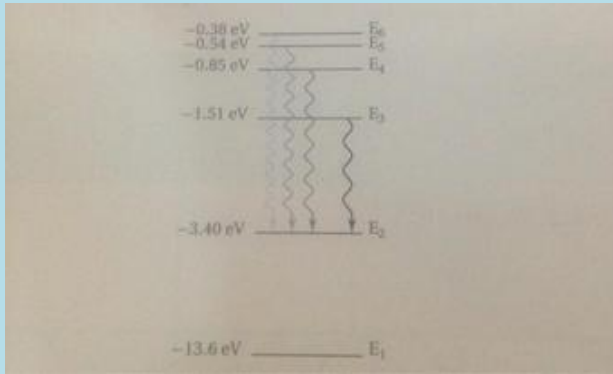 −0.38 eV E₆
−0.54 eV E₅
−0.85 eV E₄
−1.51 eV E₃
−3.40 eV E₂
−13.6 eV E₁